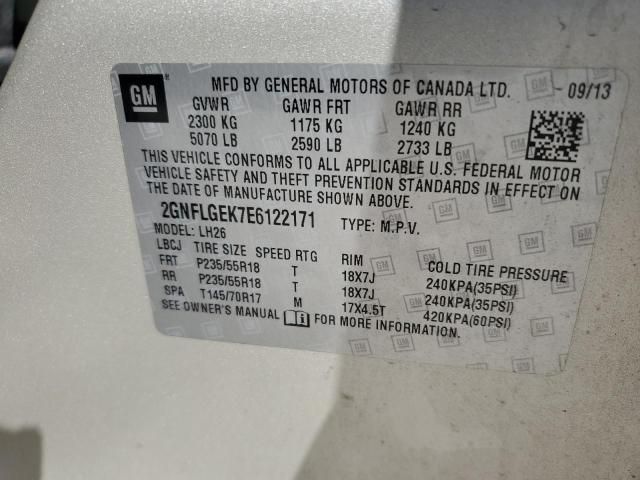 GM MFD BY GENERAL MOTORS OF CANADA LTD. 09/13
GVWR GAWR FRT GAWR RR
2300 KG 1175 KG 1240 KG
5070 LB 2590 LB 2733 LB
THIS VEHICLE CONFORMS TO ALL APPLICABLE U.S. FEDERAL MOTOR
VEHICLE SAFETY AND THEFT PREVENTION STANDARDS IN EFFECT ON
THE DATE OF MANUFACTURE SHOWN ABOVE.
2GNFLGEK7E6122171 TYPE: M.P.V.
MODEL: LH26
LBCJ TIRE SIZE SPEED RTG RIM COLD TIRE PRESSURE
FRT P235/55R18 T 18X7J 240KPA(35PSI)
RR P235/55R18 T 18X7J 240KPA(35PSI)
SPA T145/70R17 M 17X4.5T 420KPA(60PSI)
SEE OWNER'S MANUAL FOR MORE INFORMATION.